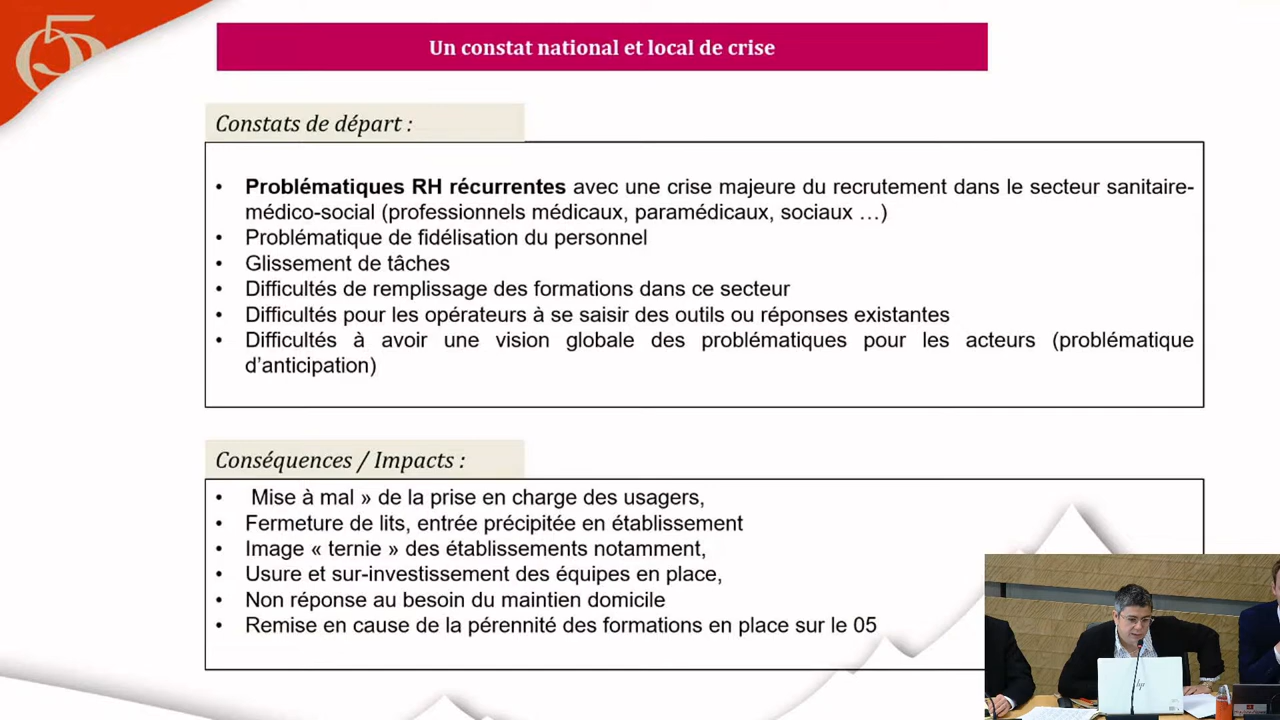 05
Un constat national et local de crise
Constats de départ :
• Problématiques RH récurrentes avec une crise majeure du recrutement dans le secteur sanitaire-
médico-social (professionnels médicaux, paramédicaux, sociaux …)
• Problématique de fidélisation du personnel
• Glissement de tâches
• Difficultés de remplissage des formations dans ce secteur
• Difficultés pour les opérateurs à se saisir des outils ou réponses existantes
• Difficultés à avoir une vision globale des problématiques pour les acteurs (problématique
d’anticipation)
Conséquences / Impacts :
• Mise à mal » de la prise en charge des usagers,
• Fermeture de lits, entrée précipitée en établissement
• Image « ternie » des établissements notamment,
• Usure et sur-investissement des équipes en place,
• Non réponse au besoin du maintien domicile
• Remise en cause de la pérennité des formations en place sur le 05
hp